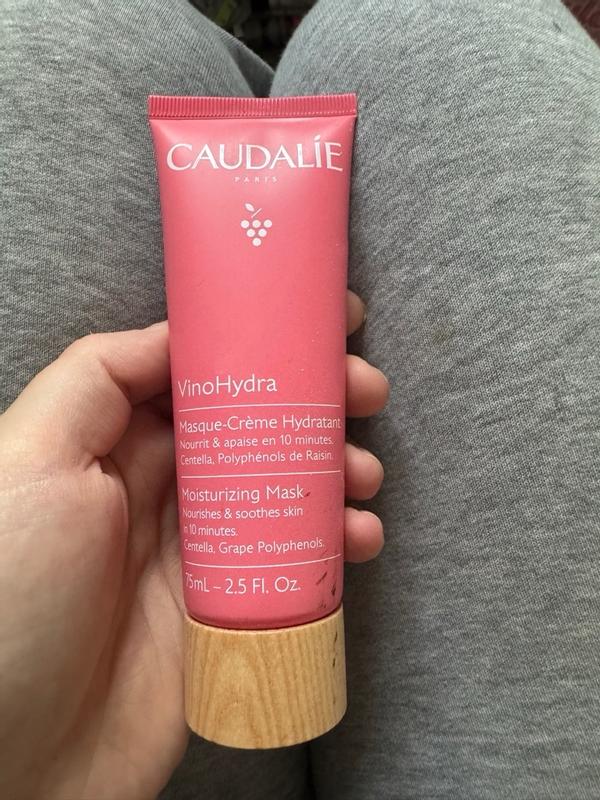 CAUDALÍE
PARIS
VinoHydra
Masque-Crème Hydratant
Nourrit & apaise en 10 minutes.
Centella, Polyphénols de Raisin.
Moisturizing Mask
Nourishes & soothes skin
in 10 minutes.
Centella, Grape Polyphenols.
75mL – 2.5 Fl. Oz.